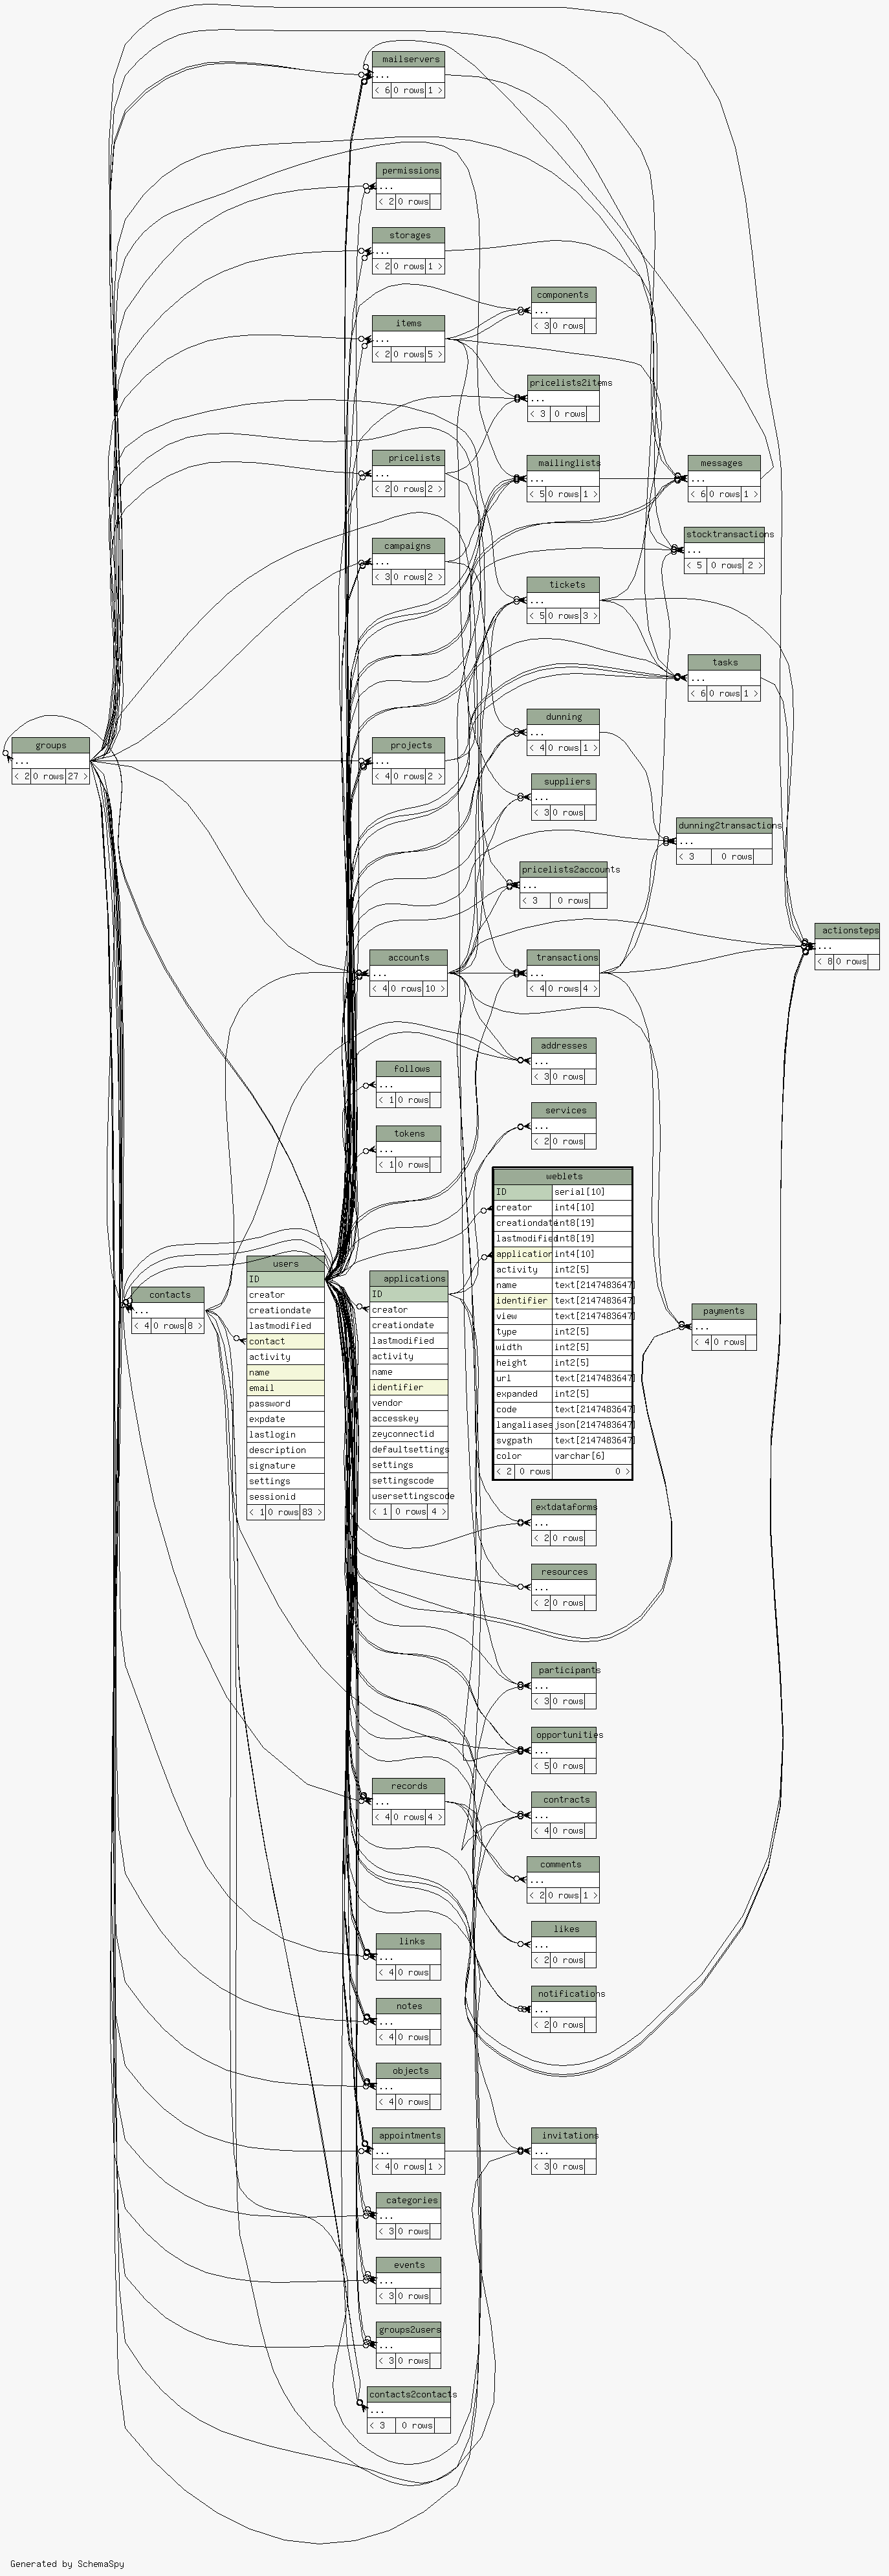 mailservers
...
< 6 0 rows 1 >
permissions
...
< 2 0 rows
storages
...
< 2 0 rows 1 >
components
...
< 3 0 rows
items
...
< 2 0 rows 5 >
pricelists2items
...
< 3 0 rows
pricelists
...
< 2 0 rows 2 >
mailinglists
...
< 5 0 rows 1 >
messages
...
< 6 0 rows 1 >
stocktransactions
...
< 5 0 rows 2 >
campaigns
...
< 3 0 rows 2 >
tickets
...
< 5 0 rows 3 >
tasks
...
< 6 0 rows 1 >
dunning
...
< 4 0 rows 1 >
groups
...
< 2 0 rows 27 >
projects
...
< 4 0 rows 2 >
suppliers
...
< 3 0 rows
dunning2transactions
...
< 3 0 rows
pricelists2accounts
...
< 3 0 rows
actionsteps
...
< 8 0 rows
accounts
...
< 4 0 rows 10 >
transactions
...
< 4 0 rows 4 >
addresses
...
< 3 0 rows
follows
...
< 1 0 rows
services
...
< 2 0 rows
tokens
...
< 1 0 rows
weblets
ID serial[10]
creator int4[10]
creationdate int8[19]
lastmodified int8[19]
application int4[10]
activity int2[5]
name text[2147483647]
identifier text[2147483647]
view text[2147483647]
type int2[5]
width int2[5]
height int2[5]
url text[2147483647]
expanded int2[5]
code text[2147483647]
langaliases json[2147483647]
svgpath text[2147483647]
color varchar[6]
< 2 0 rows 0 >
contacts
...
< 4 0 rows 8 >
users
ID
creator
creationdate
lastmodified
contact
activity
name
email
password
expdate
lastlogin
description
signature
settings
sessionid
< 1 0 rows 83 >
applications
ID
creator
creationdate
lastmodified
activity
name
identifier
vendor
accesskey
zeyconnectid
defaultsettings
settings
settingscode
usersettingscode
< 1 0 rows 4 >
payments
...
< 4 0 rows
extdataforms
...
< 2 0 rows
resources
...
< 2 0 rows
participants
...
< 3 0 rows
opportunities
...
< 5 0 rows
records
...
< 4 0 rows 4 >
contracts
...
< 4 0 rows
comments
...
< 2 0 rows 1 >
likes
...
< 2 0 rows
links
...
< 4 0 rows
notifications
...
< 2 0 rows
notes
...
< 4 0 rows
objects
...
< 4 0 rows
appointments
...
< 4 0 rows 1 >
invitations
...
< 3 0 rows
categories
...
< 3 0 rows
events
...
< 3 0 rows
groups2users
...
< 3 0 rows
contacts2contacts
...
< 3 0 rows
Generated by SchemaSpy